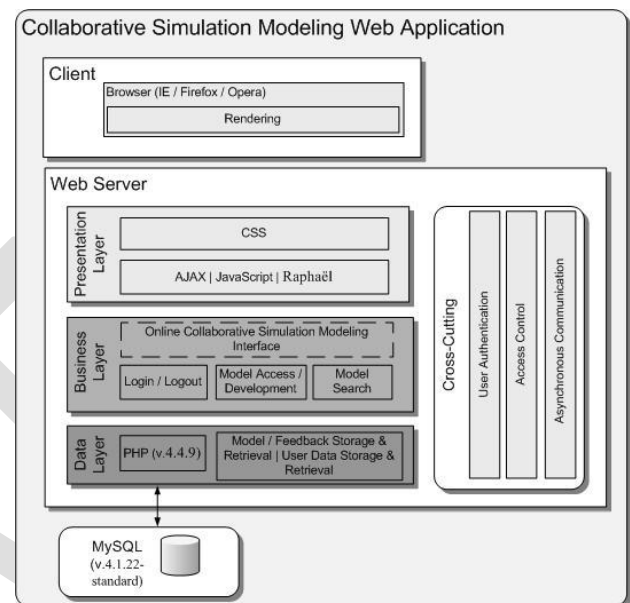 Collaborative Simulation Modeling Web Application
Client
Browser (IE / Firefox / Opera)
Rendering
Web Server
Presentation
Layer
CSS
AJAX | JavaScript | Raphaël
Business
Layer
Online Collaborative Simulation Modeling
Interface
Login / Logout
Model Access /
Development
Model
Search
Data
Layer
PHP (v.4.4.9)
Model / Feedback Storage &
Retrieval | User Data Storage &
Retrieval
Cross-Cutting
User Authentication
Access Control
Asynchronous Communication
MySQL
(v.4.1.22-
standard)